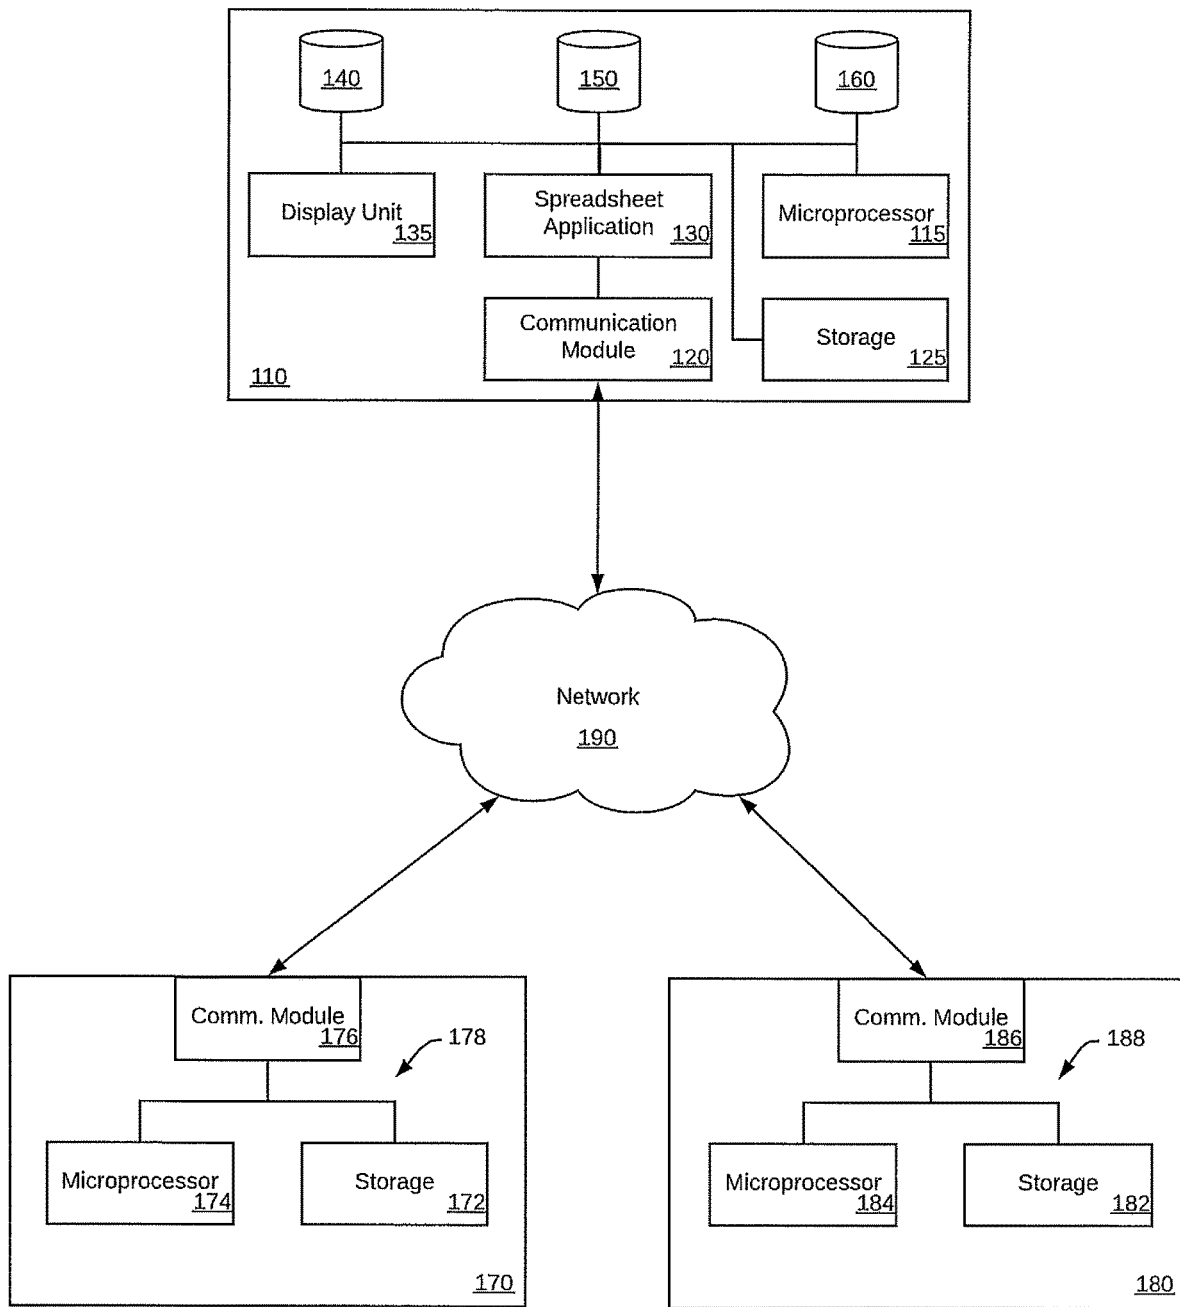 140
150
160
Display Unit
135
Spreadsheet
Application
130
Microprocessor
115
Communication
Module
120
Storage
125
110
Network
190
Comm. Module
176
178
Microprocessor
174
Storage
172
170
Comm. Module
186
188
Microprocessor
184
Storage
182
180